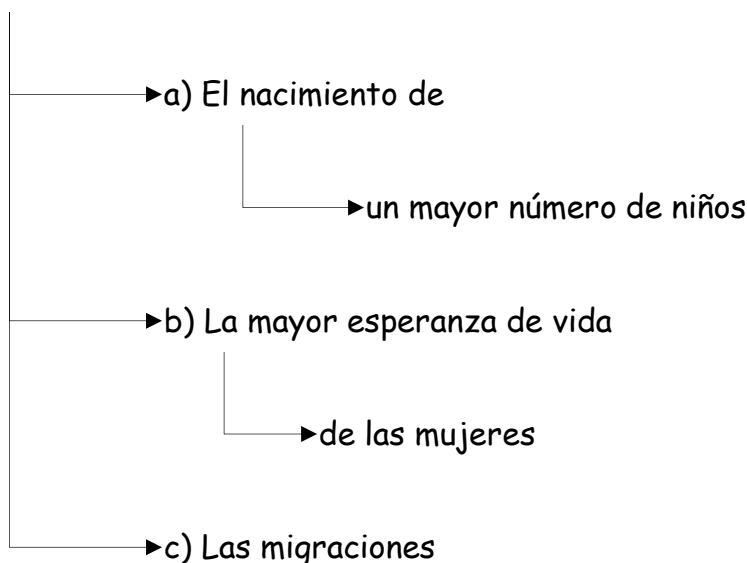 a) El nacimiento de
un mayor número de niños
b) La mayor esperanza de vida
de las mujeres
c) Las migraciones